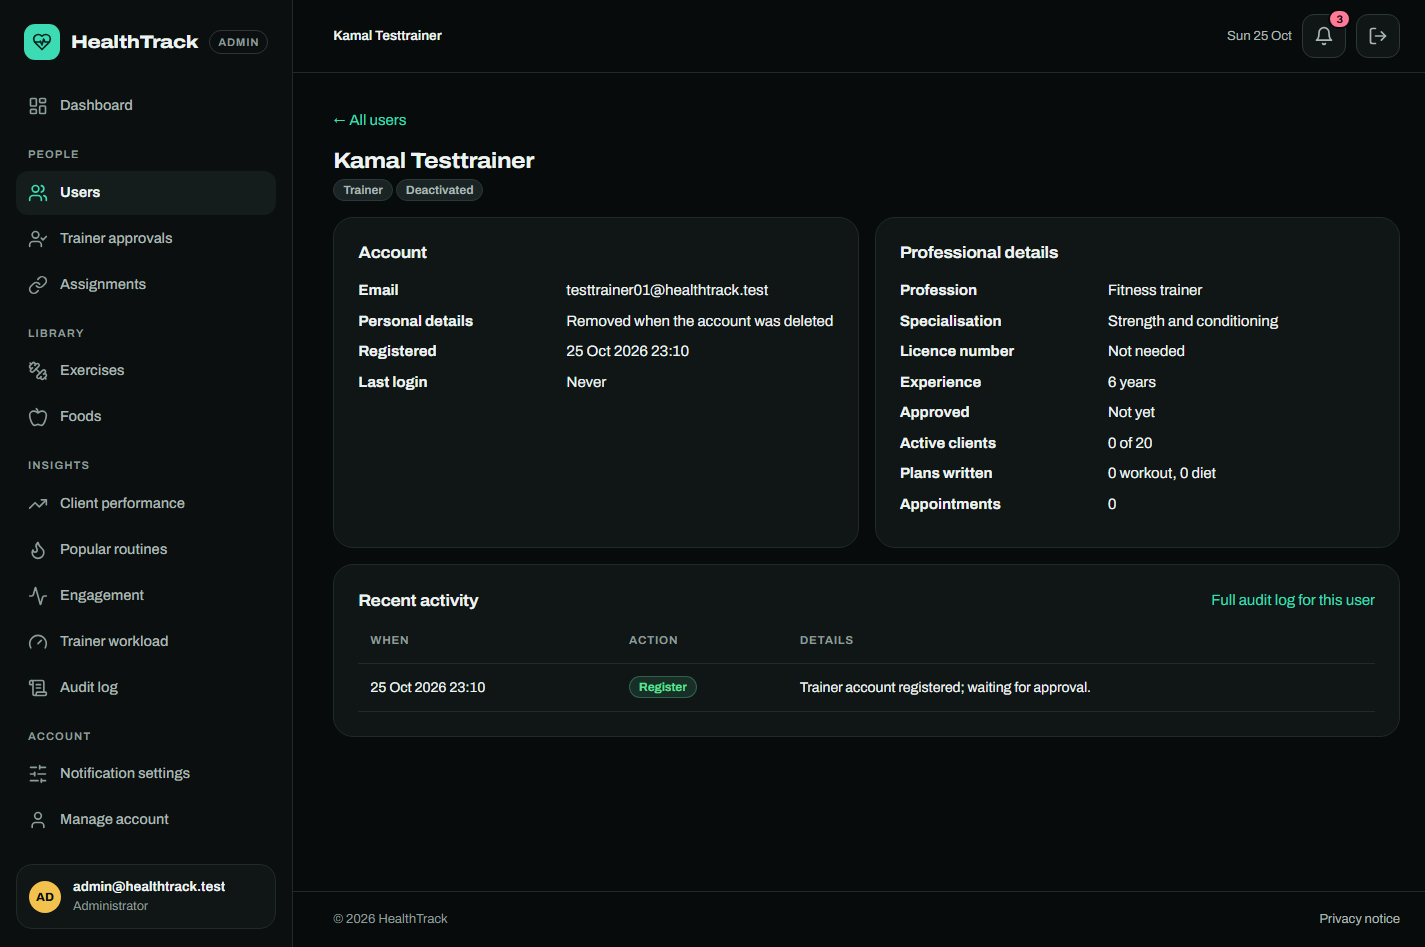 HealthTrack ADMIN
Dashboard
PEOPLE
Users
Trainer approvals
Assignments
LIBRARY
Exercises
Foods
INSIGHTS
Client performance
Popular routines
Engagement
Trainer workload
Audit log
ACCOUNT
Notification settings
Manage account
AD
admin@healthtrack.test
Administrator
Kamal Testtrainer
Sun 25 Oct
3
← All users
Kamal Testtrainer
Trainer Deactivated
Account
Email testtrainer01@healthtrack.test
Personal details Removed when the account was deleted
Registered 25 Oct 2026 23:10
Last login Never
Professional details
Profession Fitness trainer
Specialisation Strength and conditioning
Licence number Not needed
Experience 6 years
Approved Not yet
Active clients 0 of 20
Plans written 0 workout, 0 diet
Appointments 0
Recent activity Full audit log for this user
WHEN ACTION DETAILS
25 Oct 2026 23:10 Register Trainer account registered; waiting for approval.
© 2026 HealthTrack Privacy notice